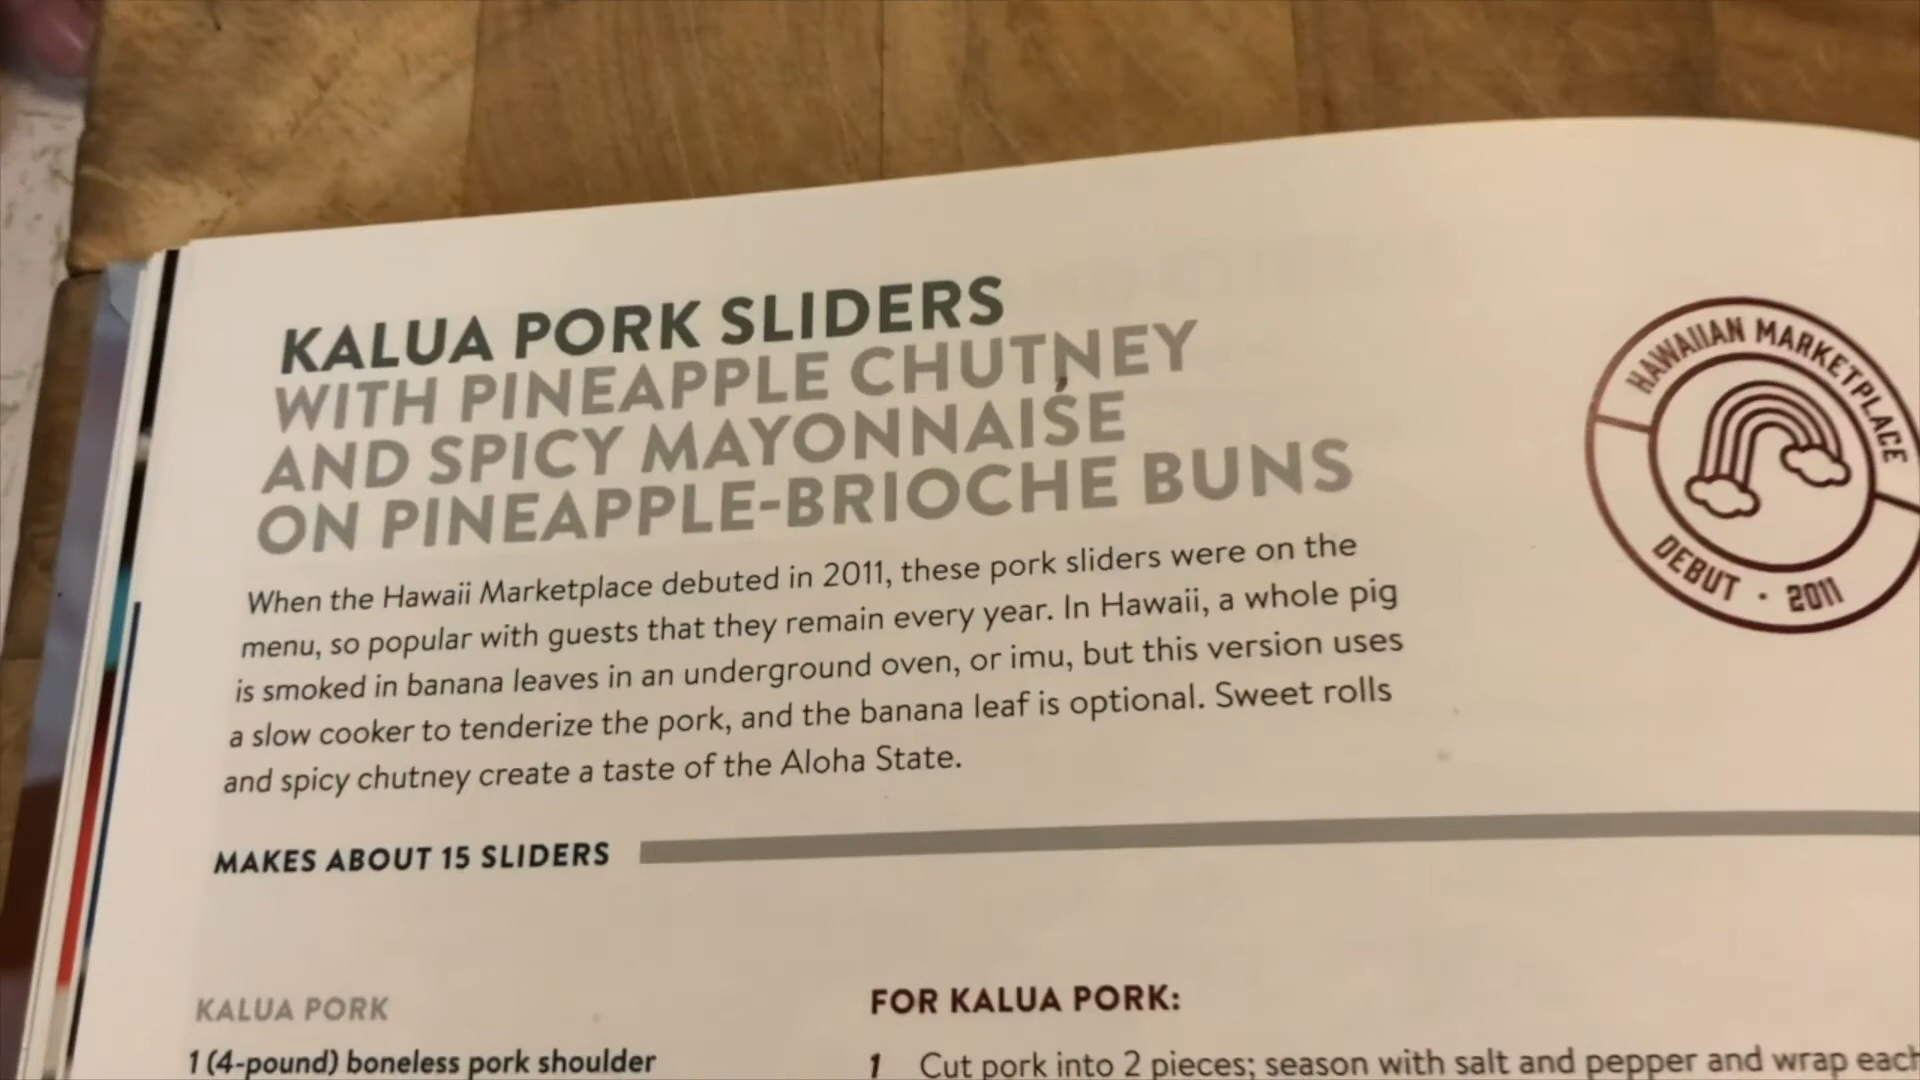 KALUA PORK SLIDERS
WITH PINEAPPLE CHUTNEY
AND SPICY MAYONNAISE
ON PINEAPPLE-BRIOCHE BUNS
When the Hawaii Marketplace debuted in 2011, these pork sliders were on the
menu, so popular with guests that they remain every year. In Hawaii, a whole pig
is smoked in banana leaves in an underground oven, or imu, but this version uses
a slow cooker to tenderize the pork, and the banana leaf is optional. Sweet rolls
and spicy chutney create a taste of the Aloha State.
HAWAIIAN MARKETPLACE
DEBUT · 2011
MAKES ABOUT 15 SLIDERS
KALUA PORK
1 (4-pound) boneless pork shoulder
FOR KALUA PORK:
1 Cut pork into 2 pieces; season with salt and pepper and wrap each